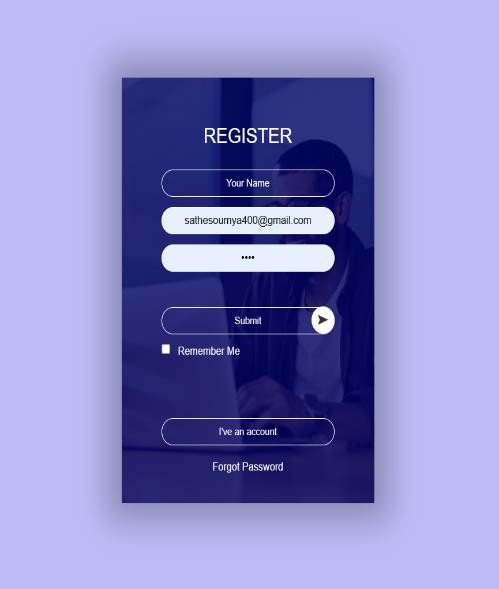 REGISTER
Your Name
sathesoumya400@gmail.com
••••
Submit
Remember Me
I've an account
Forgot Password